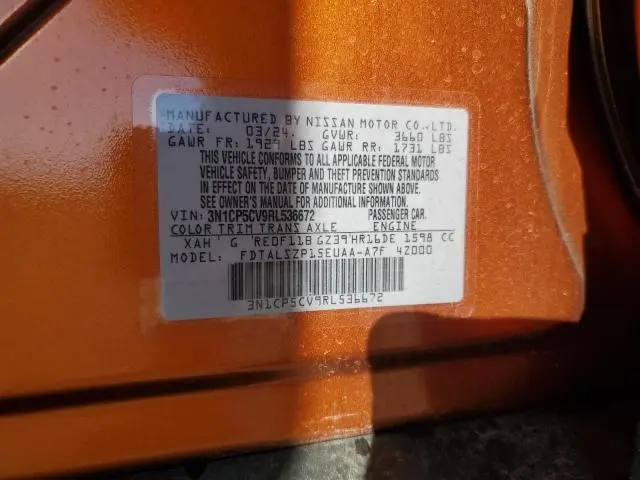 MANUFACTURED BY NISSAN MOTOR CO.,LTD.
DATE: 03/24. GVWR: 3660 LBS
GAWR FR: 1929 LBS GAWR RR: 1731 LBS
THIS VEHICLE CONFORMS TO ALL APPLICABLE FEDERAL MOTOR
VEHICLE SAFETY, BUMPER AND THEFT PREVENTION STANDARDS
IN EFFECT ON THE DATE OF MANUFACTURE SHOWN ABOVE.
SEE OWNER'S MANUAL FOR ADDITIONAL INFORMATION.
VIN: 3N1CP5CV9RL536672 PASSENGER CAR.
COLOR TRIM TRANS AXLE ENGINE
XAH G RE0F11B GZ39 HR16DE 1598 CC
MODEL: FDTALSZP15EUAA-A7F 4Z000
3N1CP5CV9RL536672